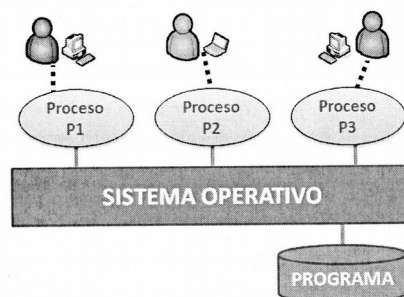 Proceso
P1
Proceso
P2
Proceso
P3
SISTEMA OPERATIVO
PROGRAMA